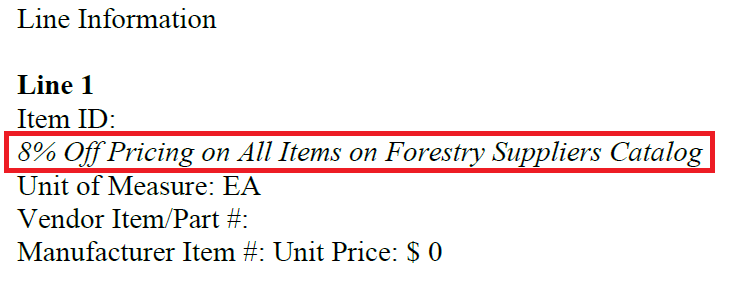 Line Information
Line 1
Item ID:
8% Off Pricing on All Items on Forestry Suppliers Catalog
Unit of Measure: EA
Vendor Item/Part #:
Manufacturer Item #: Unit Price: $ 0